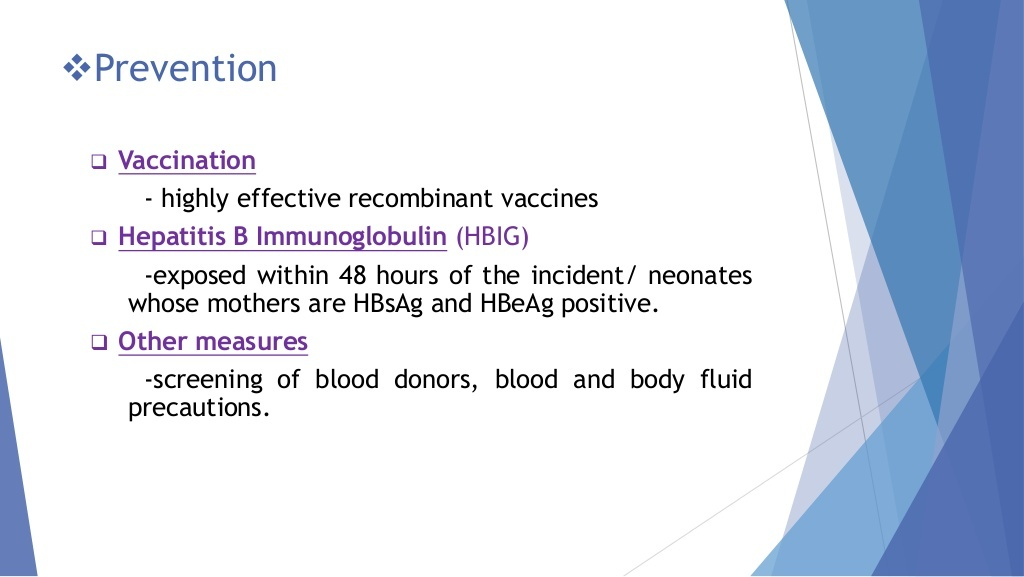 ❖Prevention
❑ Vaccination
- highly effective recombinant vaccines
❑ Hepatitis B Immunoglobulin (HBIG)
-exposed within 48 hours of the incident/ neonates
whose mothers are HBsAg and HBeAg positive.
❑ Other measures
-screening of blood donors, blood and body fluid
precautions.